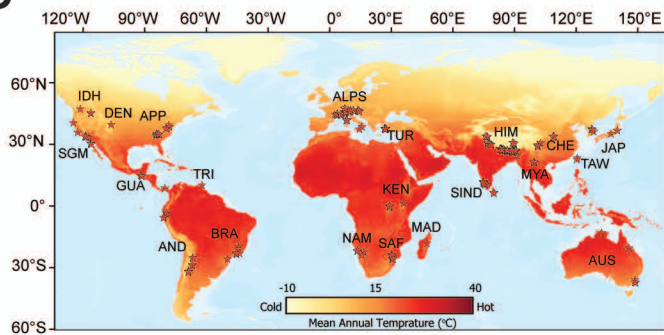 120°W 90°W 60°W 30°W 0° 30°E 60°E 90°E 120°E 150°E
60°N
IDH
DEN APP
ALPS
30°N
SGM
TUR
HIM
CHE
JAP
GUA
TRI
MYA
TAW
0°
KEN
SIND
AND
BRA
NAM
SAF
MAD
AUS
30°S
-10 15 40
Cold Hot
Mean Annual Temprature (°C)
60°S